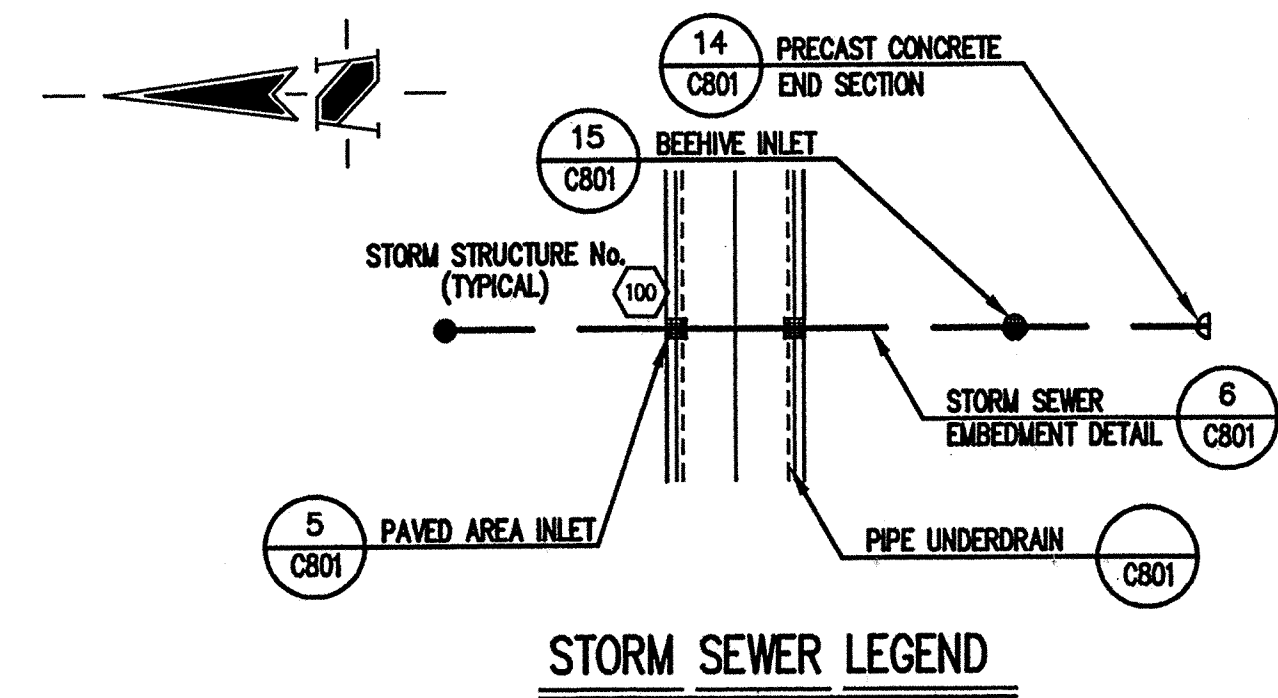 N
14
C801
PRECAST CONCRETE
END SECTION
15
C801
BEEHIVE INLET
STORM STRUCTURE No.
(TYPICAL)
100
STORM SEWER
EMBEDMENT DETAIL
6
C801
5
C801
PAVED AREA INLET
PIPE UNDERDRAIN
C801
STORM SEWER LEGEND